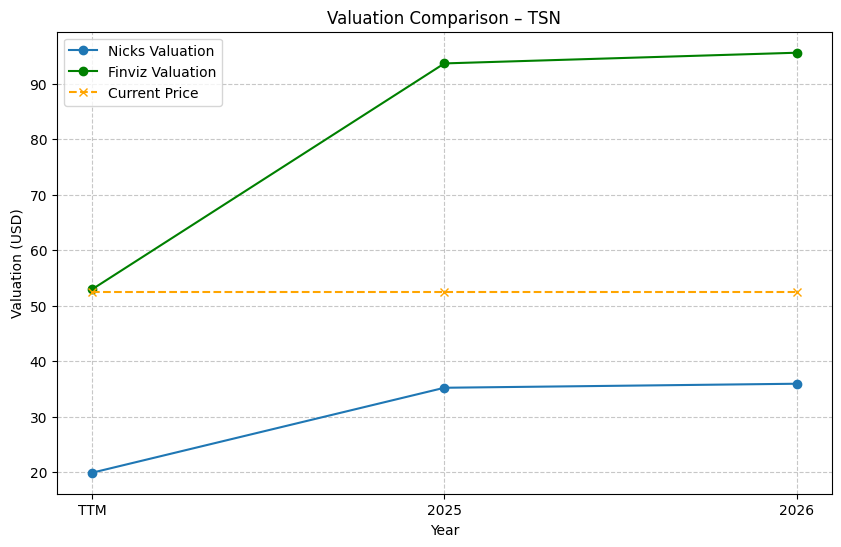 Valuation Comparison – TSN
Nicks Valuation
Finviz Valuation
Current Price
Valuation (USD)
90
80
70
60
50
40
30
20
TTM
2025
2026
Year